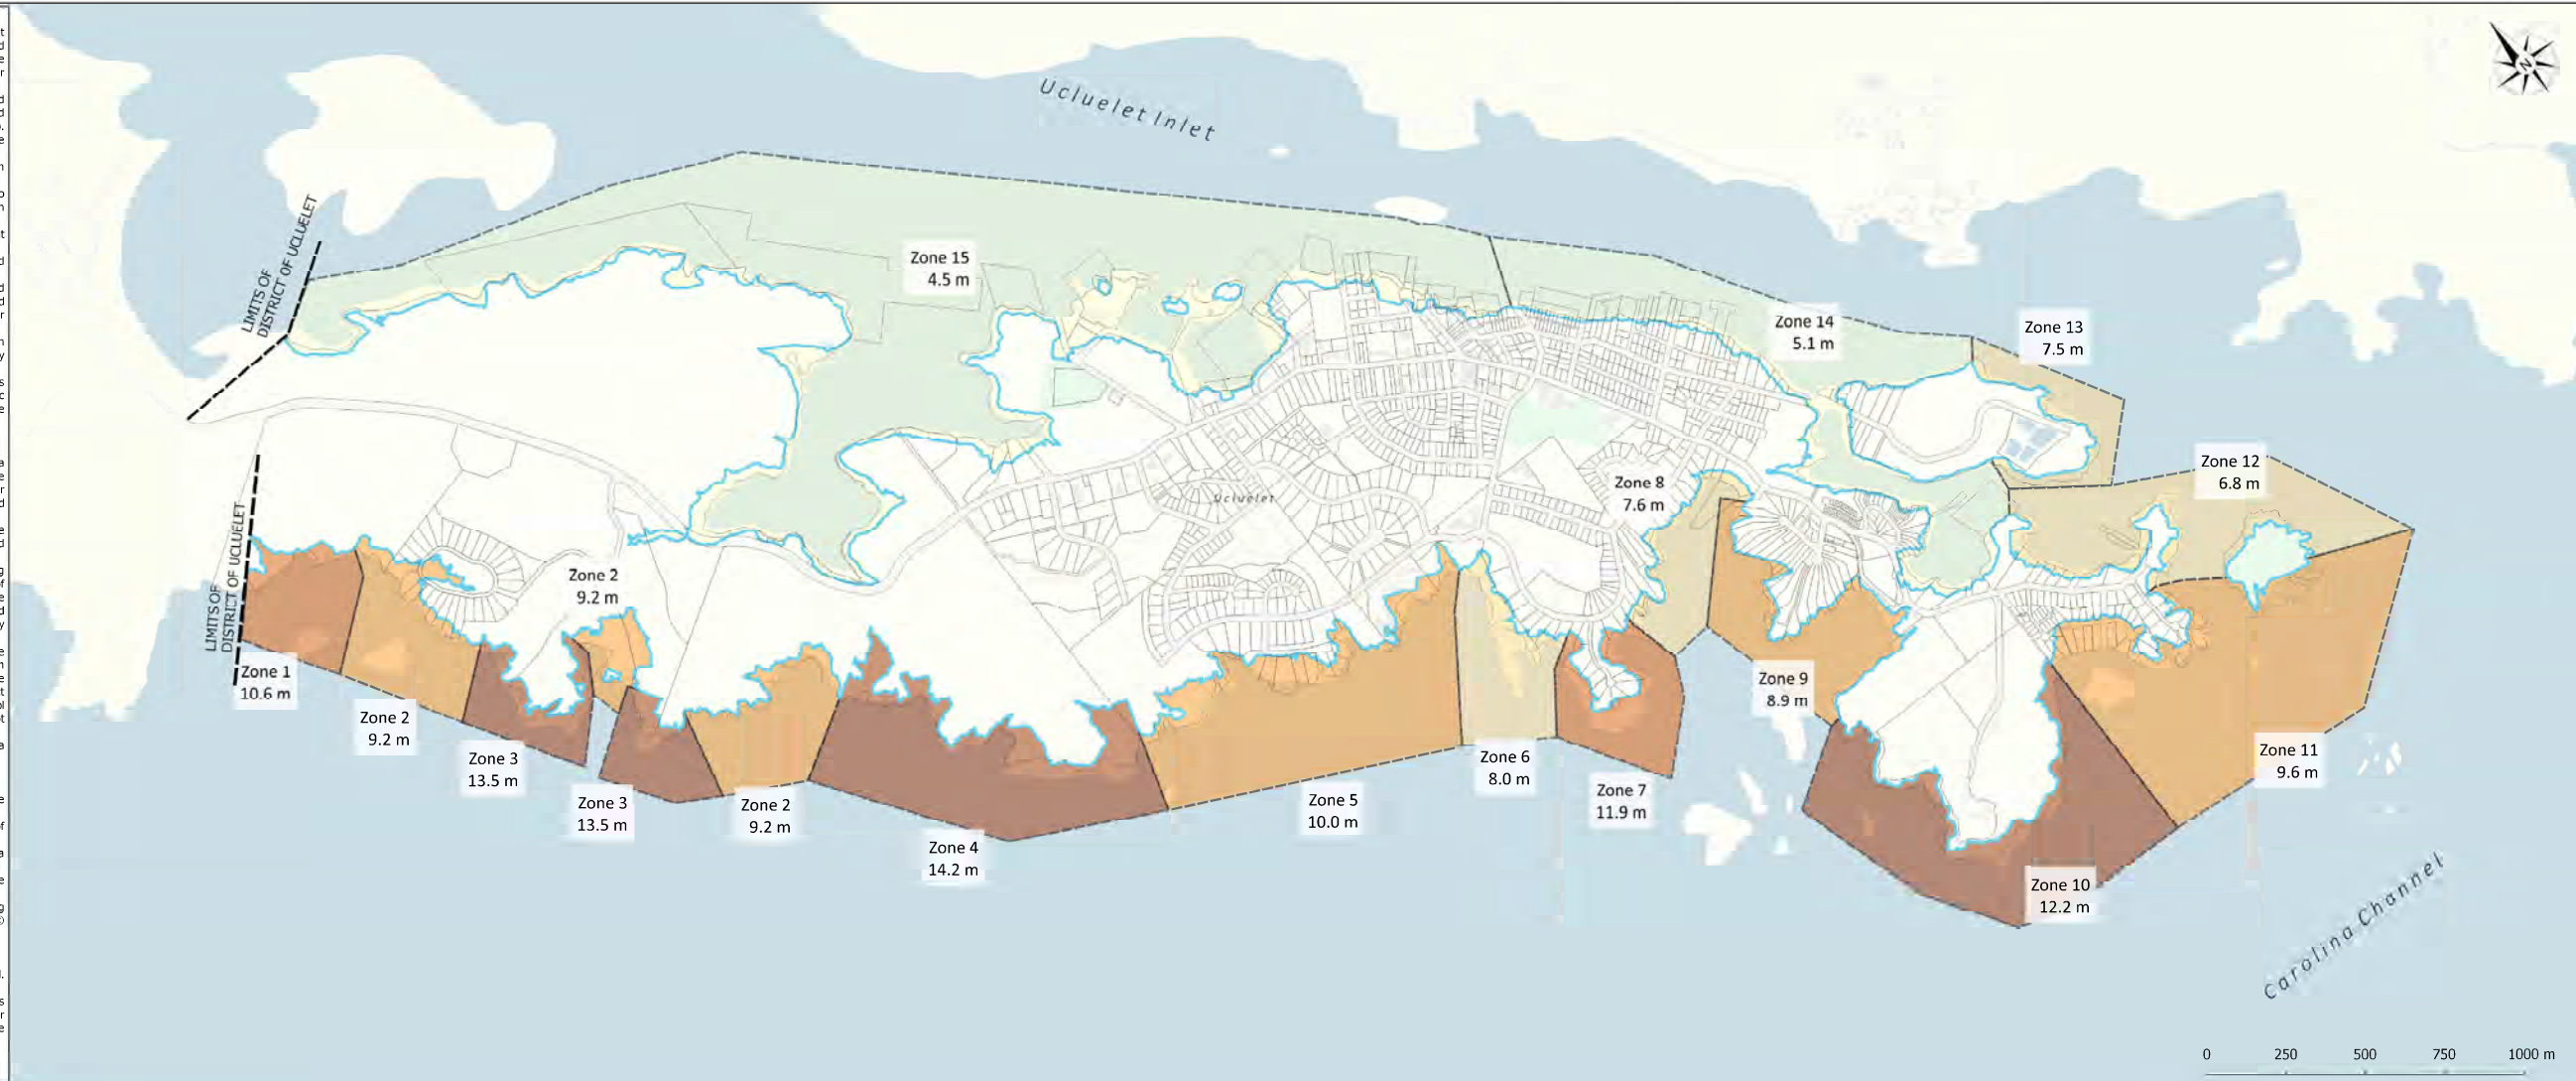 N
Ucluelet Inlet
LIMITS OF
DISTRICT OF UCLUELET
Zone 15
4.5 m
Zone 14
5.1 m
Zone 13
7.5 m
Zone 12
6.8 m
Zone 8
7.6 m
Ucluelet
LIMITS OF
DISTRICT OF UCLUELET
Zone 2
9.2 m
Zone 1
10.6 m
Zone 2
9.2 m
Zone 3
13.5 m
Zone 3
13.5 m
Zone 2
9.2 m
Zone 4
14.2 m
Zone 5
10.0 m
Zone 6
8.0 m
Zone 7
11.9 m
Zone 9
8.9 m
Zone 11
9.6 m
Zone 10
12.2 m
Carolina Channel
0 250 500 750 1000 m